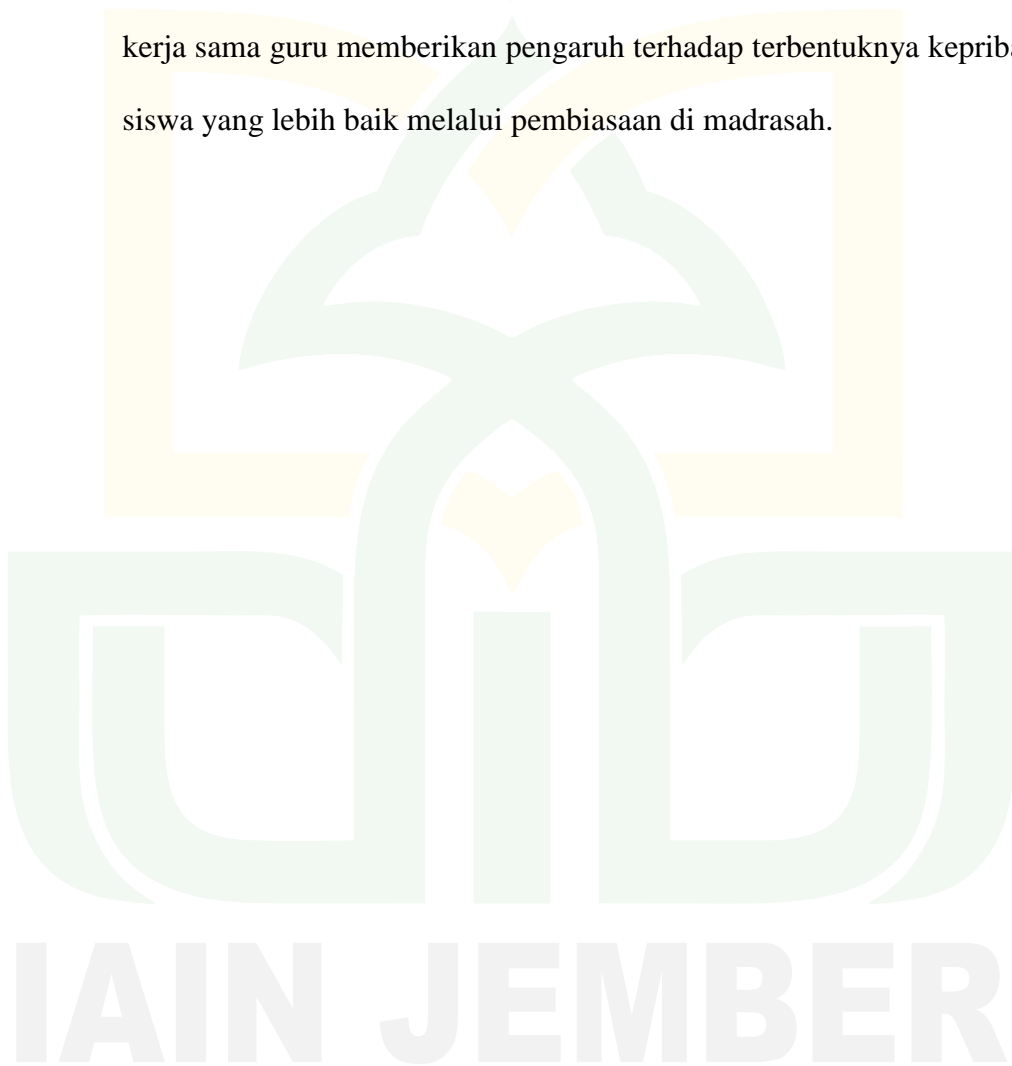 kerja sama guru memberikan pengaruh terhadap terbentuknya kepriba
siswa yang lebih baik melalui pembiasaan di madrasah.
IAIN JEMBER